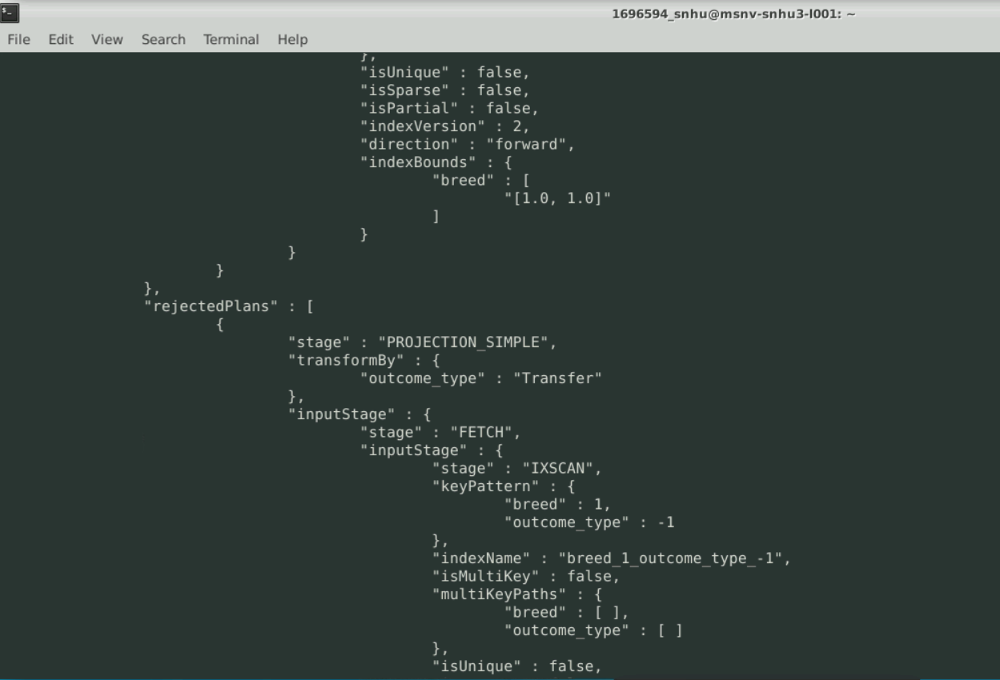 1696594_snhu@msnv-snhu3-l001: ~
File Edit View Search Terminal Help
},
"isUnique" : false,
"isSparse" : false,
"isPartial" : false,
"indexVersion" : 2,
"direction" : "forward",
"indexBounds" : {
"breed" : [
"[1.0, 1.0]"
]
}
}
}
},
"rejectedPlans" : [
{
"stage" : "PROJECTION_SIMPLE",
"transformBy" : {
"outcome_type" : "Transfer"
},
"inputStage" : {
"stage" : "FETCH",
"inputStage" : {
"stage" : "IXSCAN",
"keyPattern" : {
"breed" : 1,
"outcome_type" : -1
},
"indexName" : "breed_1_outcome_type_-1",
"isMultiKey" : false,
"multiKeyPaths" : {
"breed" : [ ],
"outcome_type" : [ ]
},
"isUnique" : false,